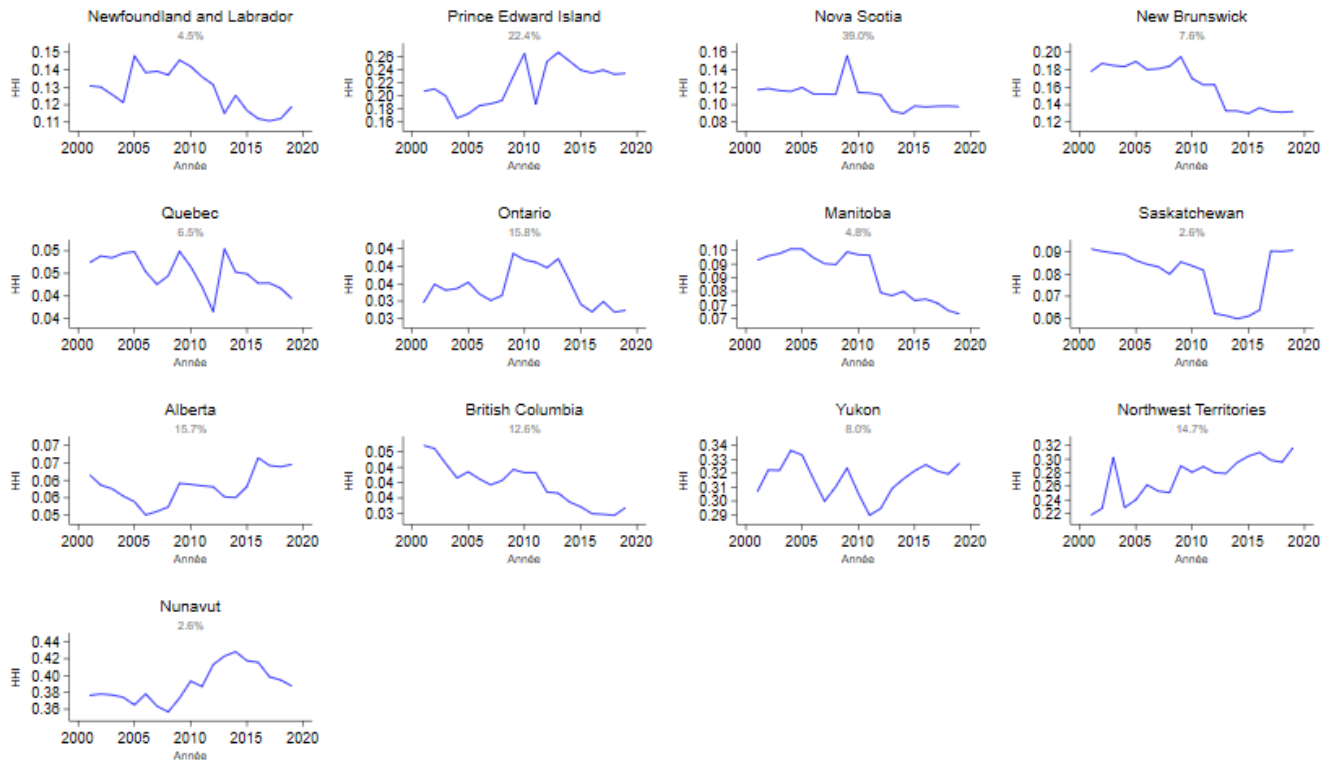 Newfoundland and Labrador
4.5%
HHI
0.15
0.14
0.13
0.12
0.11
2000 2005 2010 2015 2020
Année
Prince Edward Island
22.4%
HHI
0.26
0.24
0.22
0.20
0.18
0.16
2000 2005 2010 2015 2020
Année
Nova Scotia
39.0%
HHI
0.16
0.14
0.12
0.10
0.08
2000 2005 2010 2015 2020
Année
New Brunswick
7.6%
HHI
0.20
0.18
0.16
0.14
0.12
2000 2005 2010 2015 2020
Année
Quebec
6.5%
HHI
0.05
0.05
0.04
0.04
2000 2005 2010 2015 2020
Année
Ontario
15.8%
HHI
0.04
0.04
0.04
0.03
0.03
2000 2005 2010 2015 2020
Année
Manitoba
4.8%
HHI
0.10
0.09
0.09
0.08
0.08
0.07
2000 2005 2010 2015 2020
Année
Saskatchewan
2.6%
HHI
0.09
0.08
0.07
0.06
2000 2005 2010 2015 2020
Année
Alberta
15.7%
HHI
0.07
0.07
0.06
0.06
0.05
2000 2005 2010 2015 2020
Année
British Columbia
12.6%
HHI
0.05
0.04
0.04
0.04
0.03
2000 2005 2010 2015 2020
Année
Yukon
8.0%
HHI
0.34
0.33
0.32
0.31
0.30
0.29
2000 2005 2010 2015 2020
Année
Northwest Territories
14.7%
HHI
0.32
0.30
0.28
0.26
0.24
0.22
2000 2005 2010 2015 2020
Année
Nunavut
2.6%
HHI
0.44
0.42
0.40
0.38
0.36
2000 2005 2010 2015 2020
Année